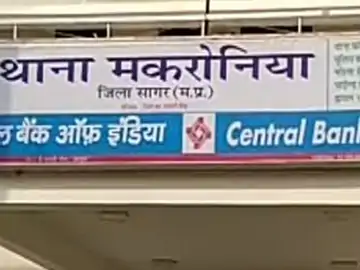 थाना मकरोनिया
जिला सागर (म.प्र.)
बैंक ऑफ़ इंडिया Central Bank